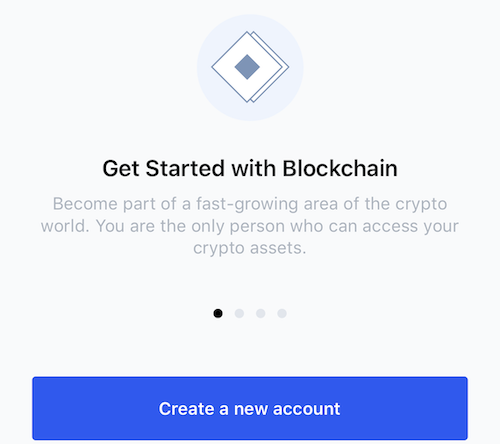 Get Started with Blockchain
Become part of a fast-growing area of the crypto
world. You are the only person who can access your
crypto assets.
Create a new account